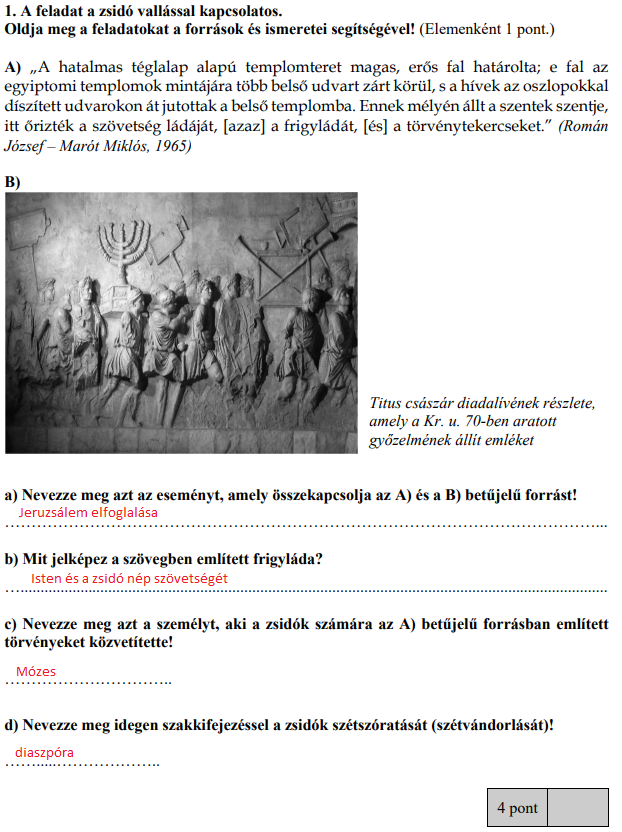 1. A feladat a zsidó vallással kapcsolatos.
Oldja meg a feladatokat a források és ismeretei segítségével! (Elemenként 1 pont.)
A) „A hatalmas téglalap alapú templomteret magas, erős fal határolta; e fal az
egyiptomi templomok mintájára több belső udvart zárt körül, s a hívek az oszlopokkal
díszített udvarokon át jutottak a belső templomba. Ennek mélyén állt a szentek szentje,
itt őrizték a szövetség ládáját, [azaz] a frigyládát, [és] a törvénytekercseket.” (Román
József – Marót Miklós, 1965)
B)
Titus császár diadalívének részlete,
amely a Kr. u. 70-ben aratott
győzelmének állít emléket
a) Nevezze meg azt az eseményt, amely összekapcsolja az A) és a B) betűjelű forrást!
Jeruzsálem elfoglalása
b) Mit jelképez a szövegben említett frigyláda?
Isten és a zsidó nép szövetségét
c) Nevezze meg azt a személyt, aki a zsidók számára az A) betűjelű forrásban említett
törvényeket közvetítette!
Mózes
d) Nevezze meg idegen szakkifejezéssel a zsidók szétszóratását (szétvándorlását)!
diaszpóra
4 pont